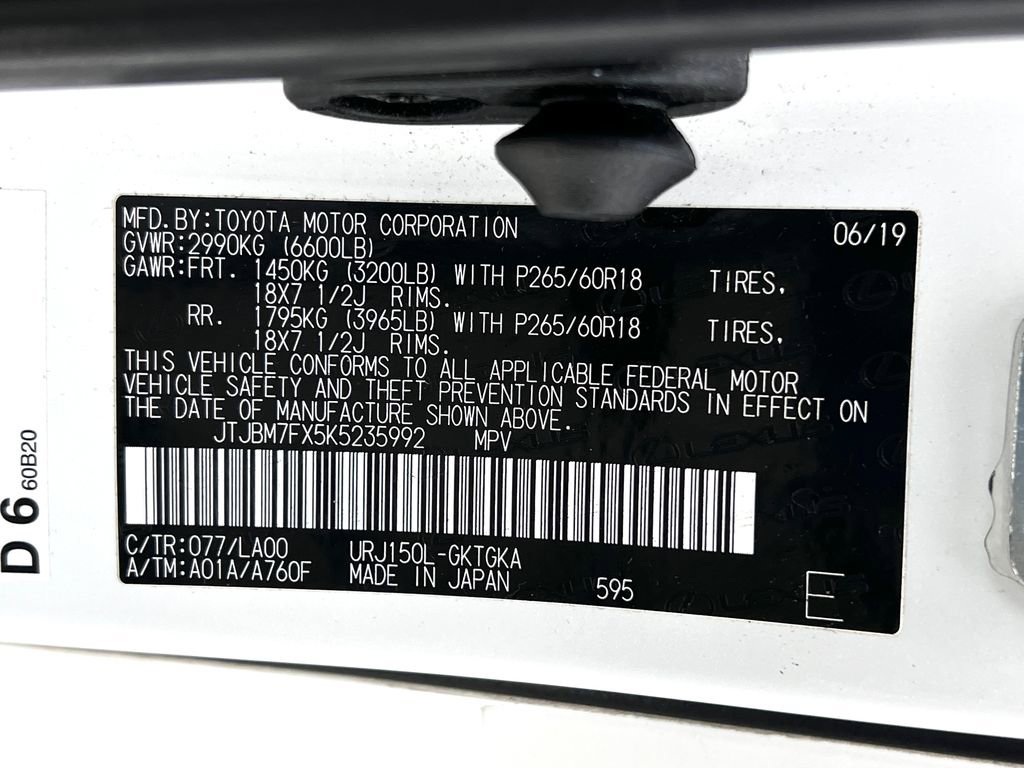 MFD.BY:TOYOTA MOTOR CORPORATION 06/19
GVWR:2990KG (6600LB)
GAWR:FRT. 1450KG (3200LB) WITH P265/60R18 TIRES,
18X7 1/2J RIMS.
RR. 1795KG (3965LB) WITH P265/60R18 TIRES,
18X7 1/2J RIMS.
THIS VEHICLE CONFORMS TO ALL APPLICABLE FEDERAL MOTOR
VEHICLE SAFETY AND THEFT PREVENTION STANDARDS IN EFFECT ON
THE DATE OF MANUFACTURE SHOWN ABOVE.
JTJBM7FX5K5235992 MPV
C/TR:077/LA00 URJ150L-GKTGKA
A/TM:A01A/A760F MADE IN JAPAN 595 E
D 6
60B20
LEXUS
LEXUS